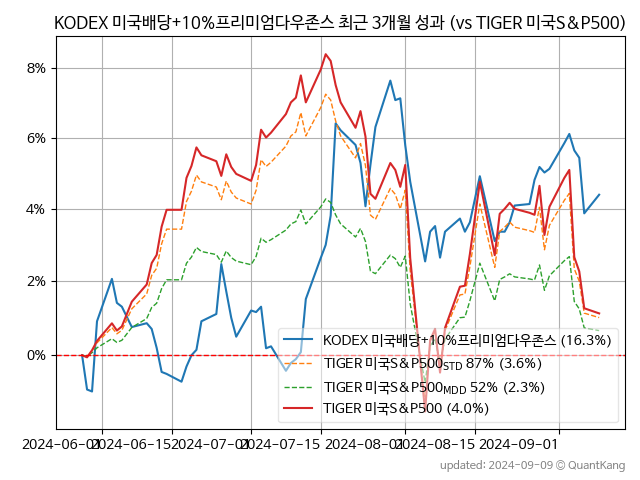 KODEX 미국배당+10%프리미엄다우존스 최근 3개월 성과 (vs TIGER 미국S&P500)
8%
6%
4%
2%
0%
KODEX 미국배당+10%프리미엄다우존스 (16.3%)
TIGER 미국S&P500STD 87% (3.6%)
TIGER 미국S&P500MDD 52% (2.3%)
TIGER 미국S&P500 (4.0%)
2024-06-01 2024-06-15 2024-07-01 2024-07-15 2024-08-01 2024-08-15 2024-09-01
updated: 2024-09-09 © QuantKang